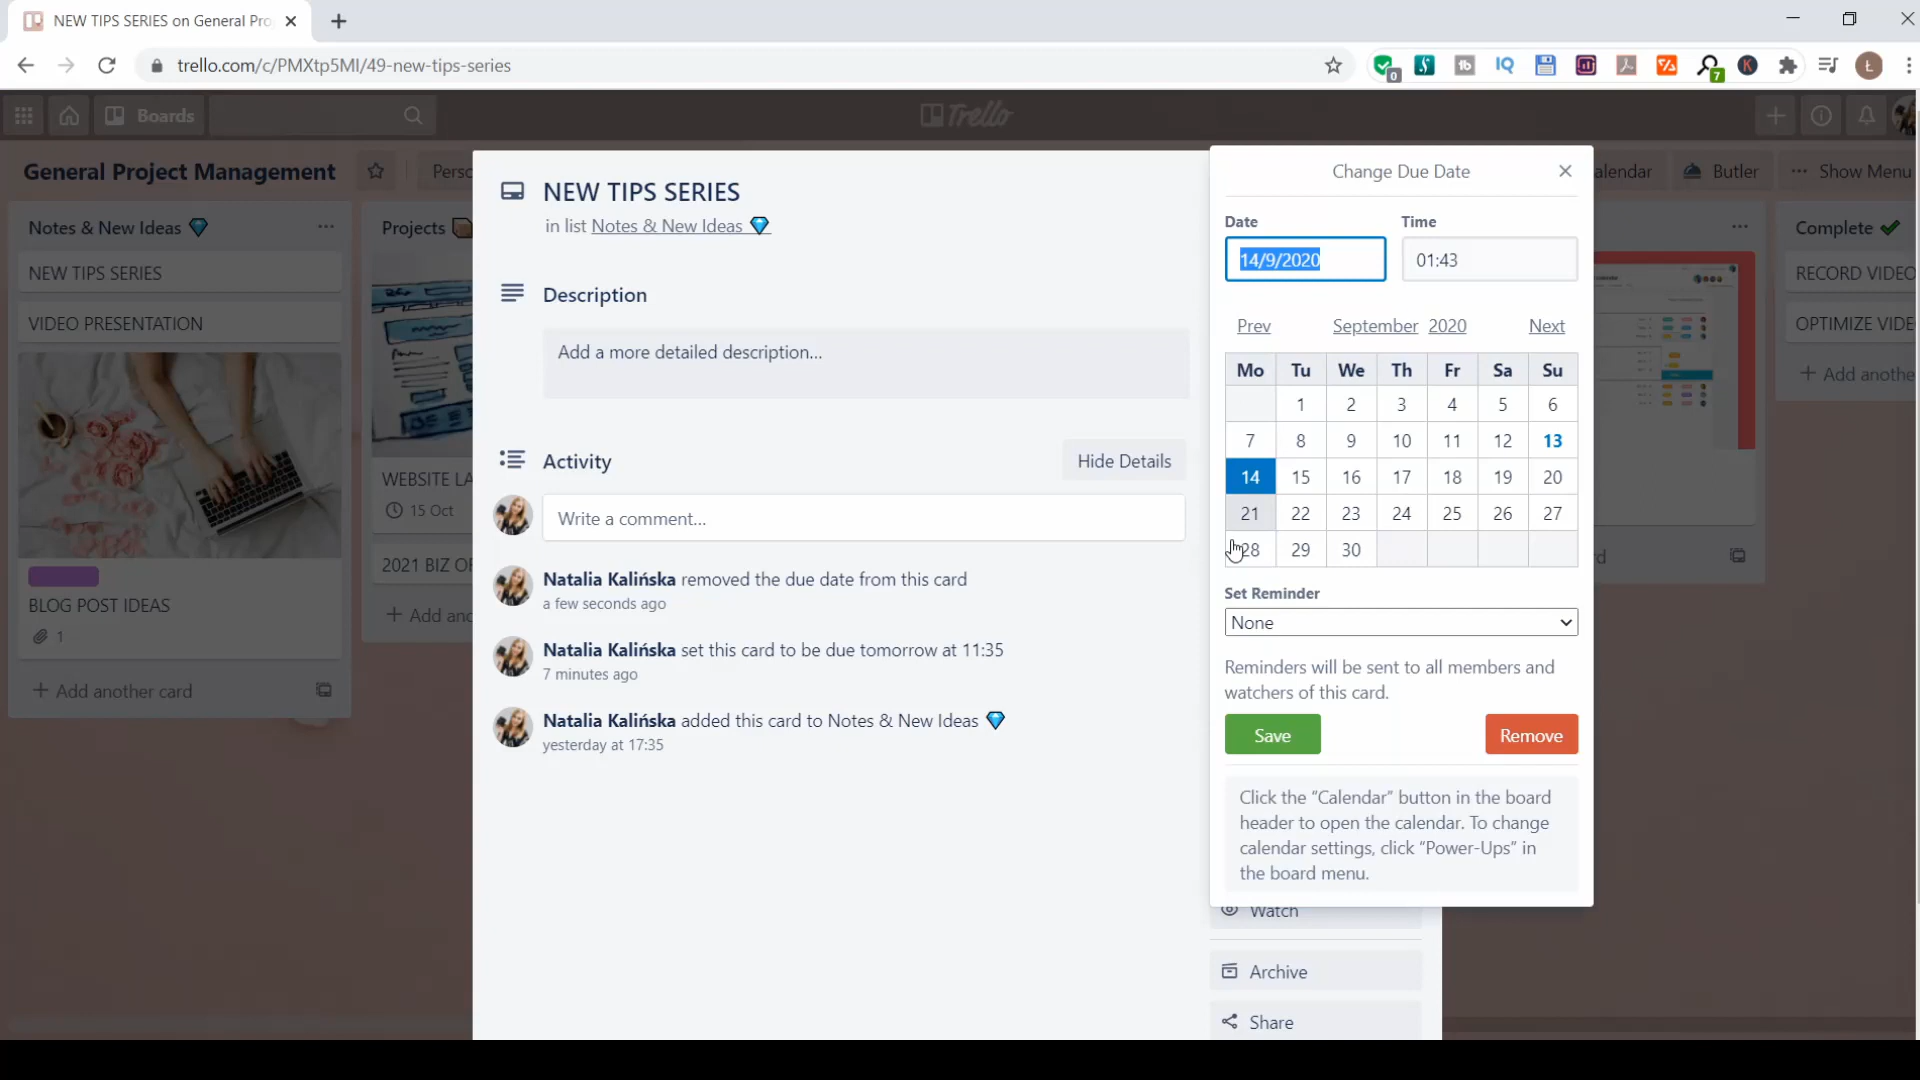 NEW TIPS SERIES on General Pro
trello.com/c/PMXtp5MI/49-new-tips-series
0
IQ
7
K
Ł
Boards
Trello
General Project Management
Perso
alendar
Butler
Show Menu
Notes & New Ideas 💎
NEW TIPS SERIES
VIDEO PRESENTATION
BLOG POST IDEAS
1
+ Add another card
Projects
WEBSITE LA
15 Oct
2021 BIZ
+ Add
NEW TIPS SERIES
in list Notes & New Ideas 💎
Description
Add a more detailed description...
Activity
Hide Details
Write a comment...
Natalia Kalińska removed the due date from this card
a few seconds ago
Natalia Kalińska set this card to be due tomorrow at 11:35
7 minutes ago
Natalia Kalińska added this card to Notes & New Ideas 💎
yesterday at 17:35
Change Due Date
Date Time
14/9/2020 01:43
Prev September 2020 Next
Mo Tu We Th Fr Sa Su
1 2 3 4 5 6
7 8 9 10 11 12 13
14 15 16 17 18 19 20
21 22 23 24 25 26 27
28 29 30
Set Reminder
None
Reminders will be sent to all members and
watchers of this card.
Save Remove
Click the “Calendar” button in the board
header to open the calendar. To change
calendar settings, click “Power-Ups” in
the board menu.
Watch
Archive
Share
Complete ✔
RECORD VIDEO
OPTIMIZE VIDE
+ Add anothe